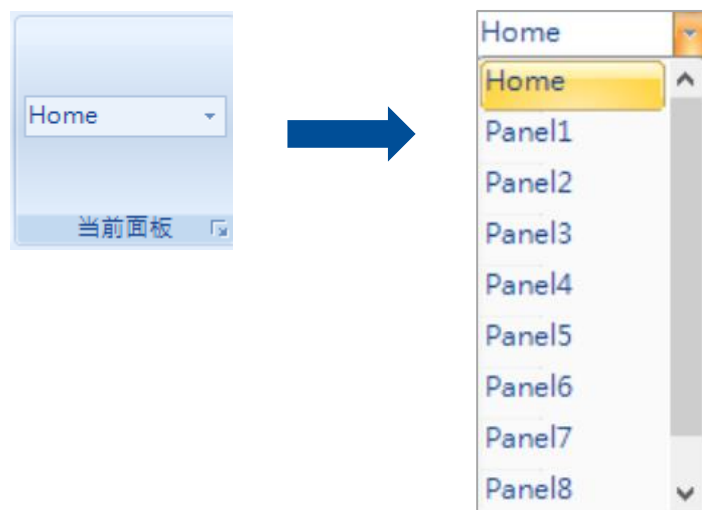 Home
当前面板
Home
Home
Panel1
Panel2
Panel3
Panel4
Panel5
Panel6
Panel7
Panel8